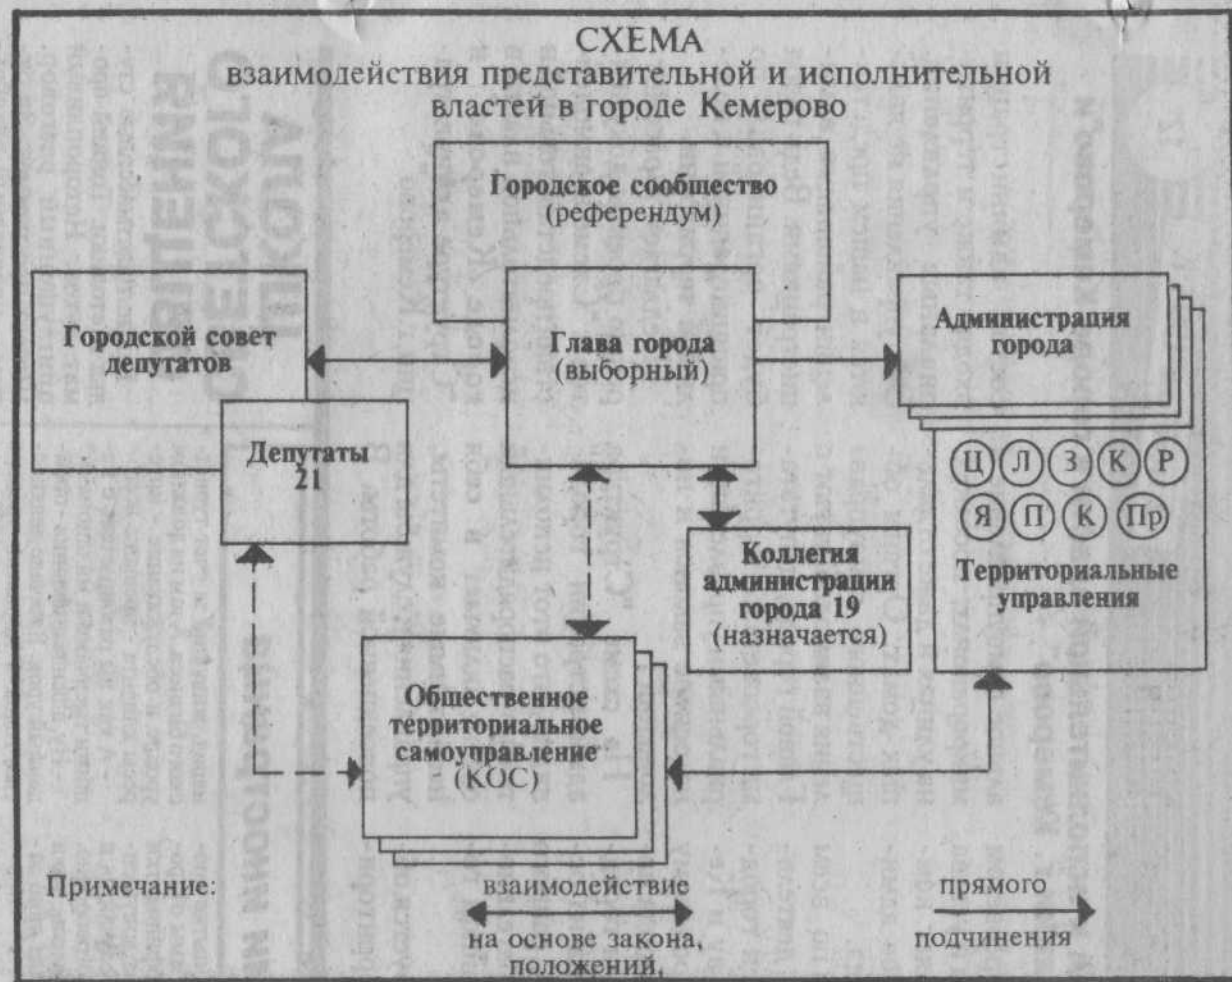 СХЕМА
взаимодействия представительной и исполнительной
властей в городе Кемерово
Городское сообщество
(референдум)
Городской совет
депутатов
Глава города
(выборный)
Администрация
города
Депутаты
21
Ц Л З К Р
Я П К Пр
Территориальные
управления
Коллегия
администрации
города 19
(назначается)
Общественное
территориальное
самоуправление
(КОС)
Примечание:
взаимодействие
на основе закона,
положений,
прямого
подчинения